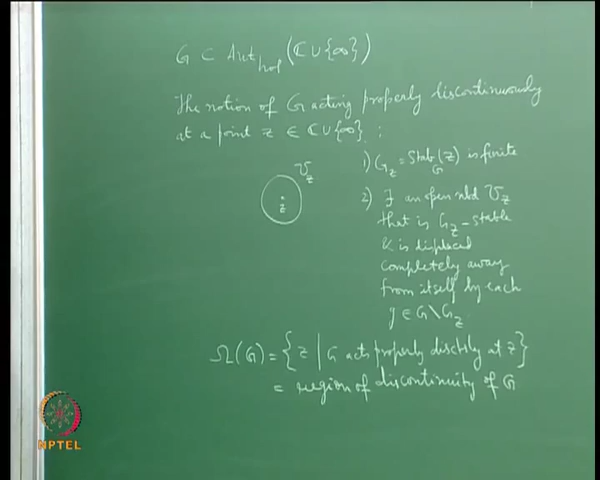 G ⊂ Aut_hol (ℂ ∪ {∞})
The notion of G acting properly discontinuously
at a point z ∈ ℂ ∪ {∞} :
1) G_z = Stab_G(z) is finite
U_z
z
2) ∃ an open nbd U_z
that is G_z-stable
& is displaced
completely away
from itself by each
g ∈ G \ G_z
Ω(G) = { z | G acts properly disctsly at z }
= region of discontinuity of G
NPTEL